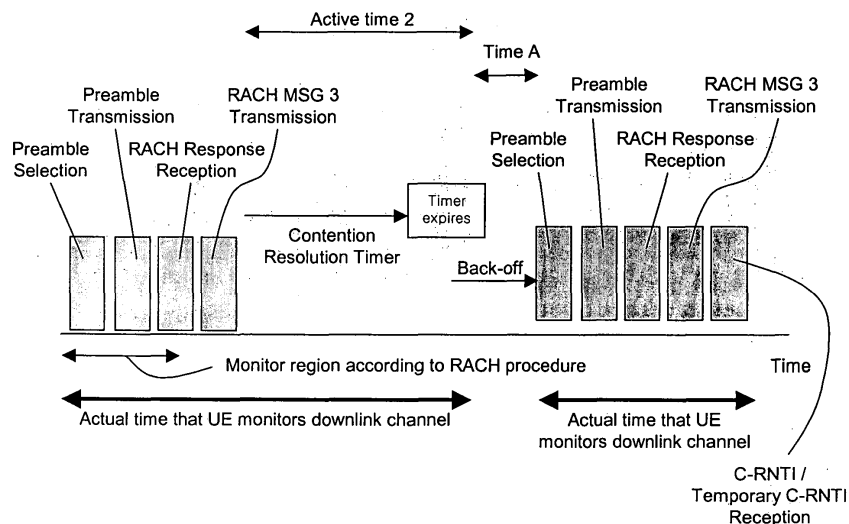 Active time 2
Time A
Preamble
Transmission
RACH MSG 3
Transmission
Preamble
Selection
RACH Response
Reception
Preamble
Transmission
RACH MSG 3
Transmission
Preamble
Selection
RACH Response
Reception
Timer
expires
Contention
Resolution Timer
Back-off
Monitor region according to RACH procedure
Time
Actual time that UE monitors downlink channel
Actual time that UE
monitors downlink channel
C-RNTI /
Temporary C-RNTI
Reception